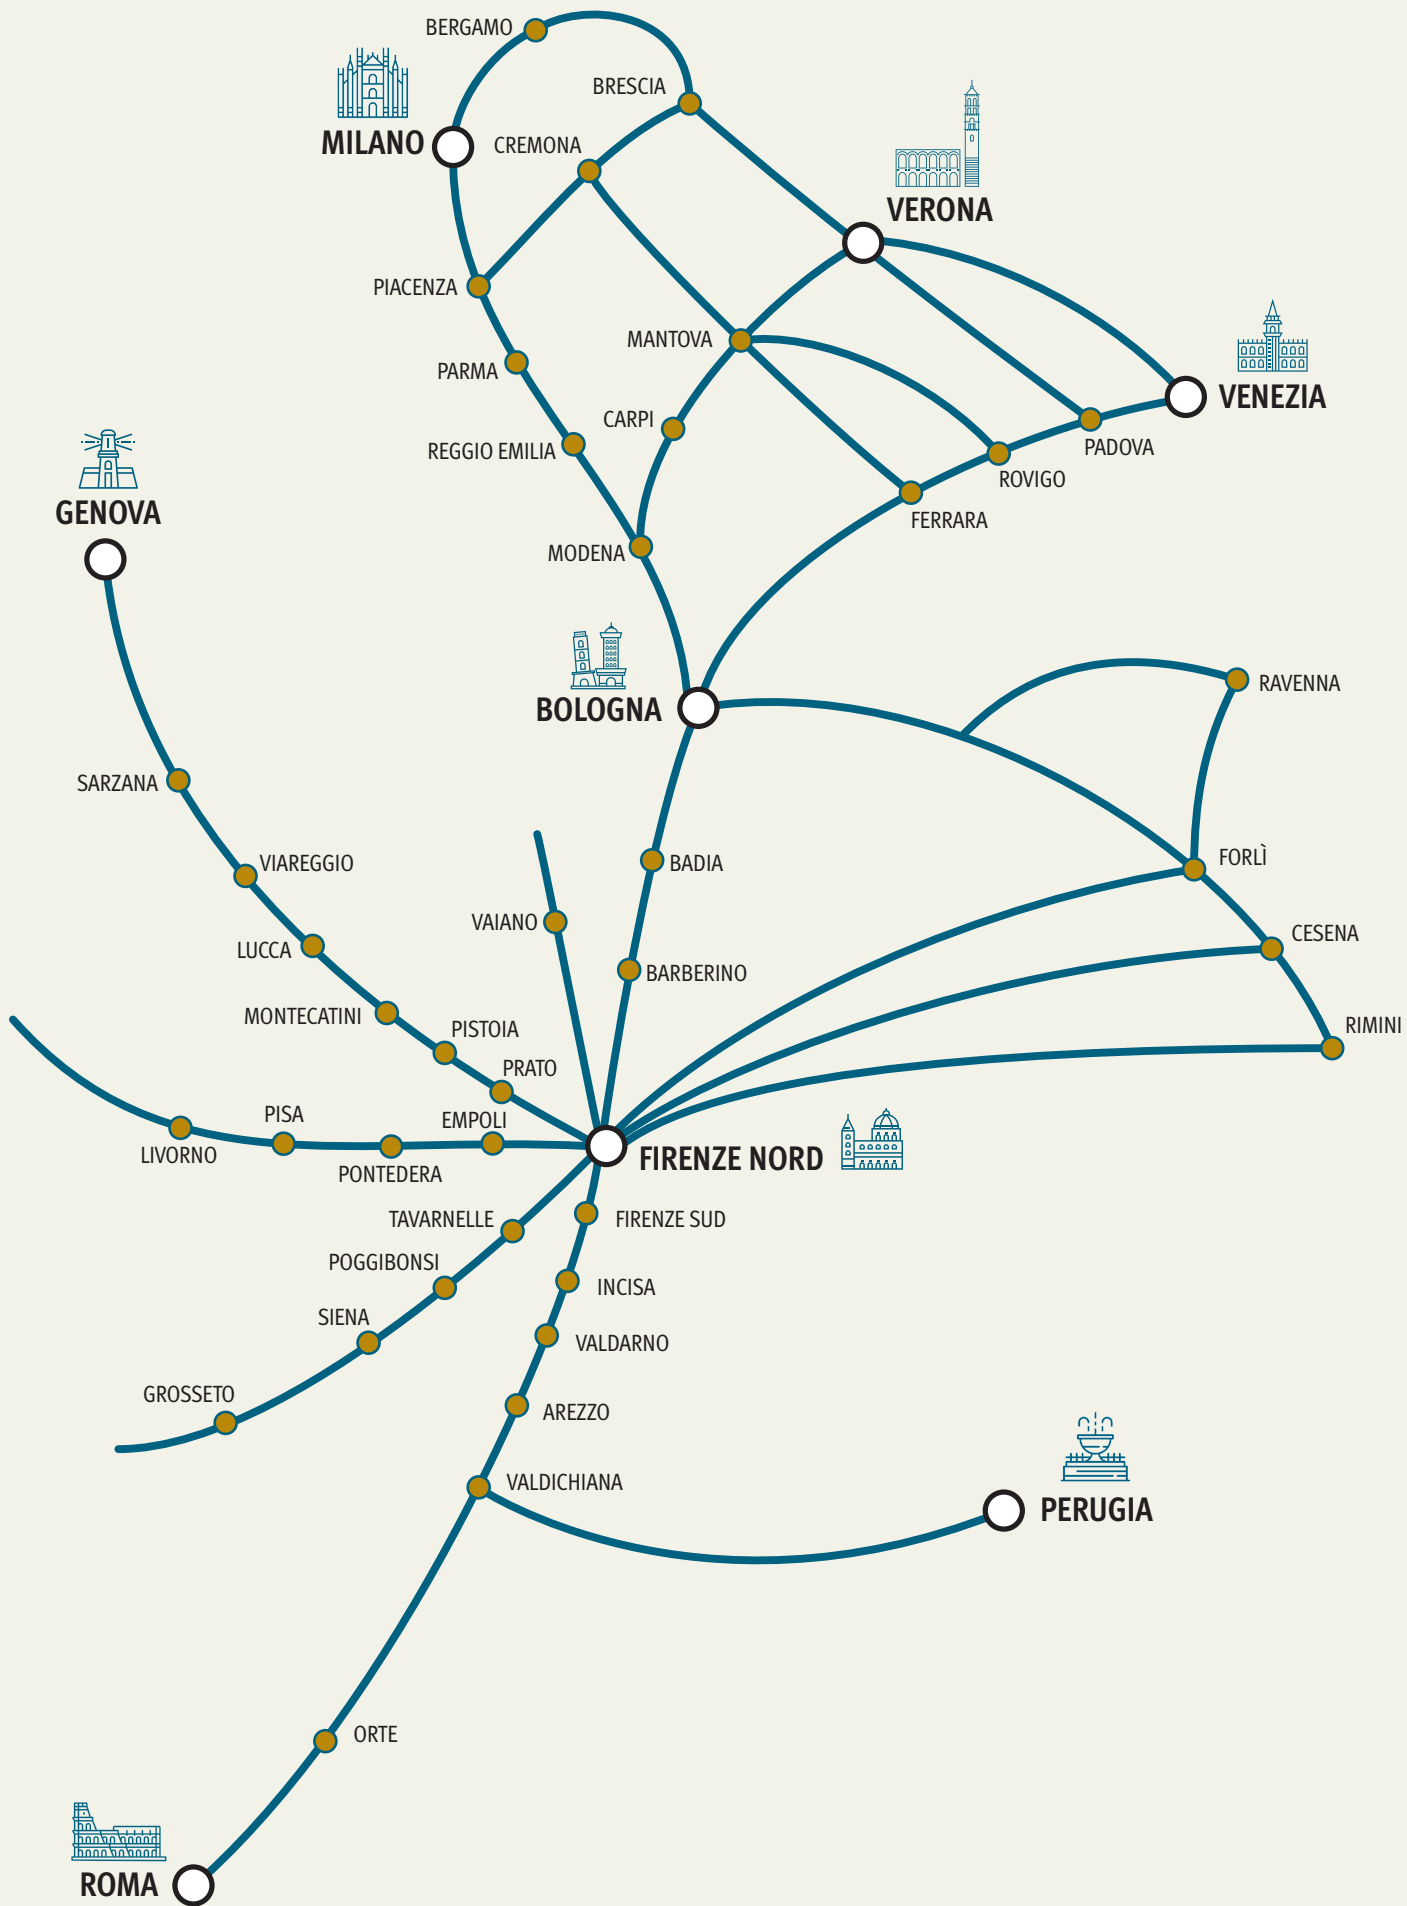 BERGAMO
BRESCIA
MILANO
CREMONA
VERONA
PIACENZA
MANTOVA
PARMA
VENEZIA
CARPI
PADOVA
REGGIO EMILIA
ROVIGO
GENOVA
FERRARA
MODENA
RAVENNA
BOLOGNA
SARZANA
FORLÌ
VIAREGGIO
BADIA
VAIANO
CESENA
LUCCA
BARBERINO
MONTECATINI
RIMINI
PISTOIA
PRATO
PISA
EMPOLI
LIVORNO
FIRENZE NORD
PONTEDERA
TAVARNELLE
FIRENZE SUD
POGGIBONSI
INCISA
SIENA
VALDARNO
GROSSETO
AREZZO
VALDICHIANA
PERUGIA
ORTE
ROMA